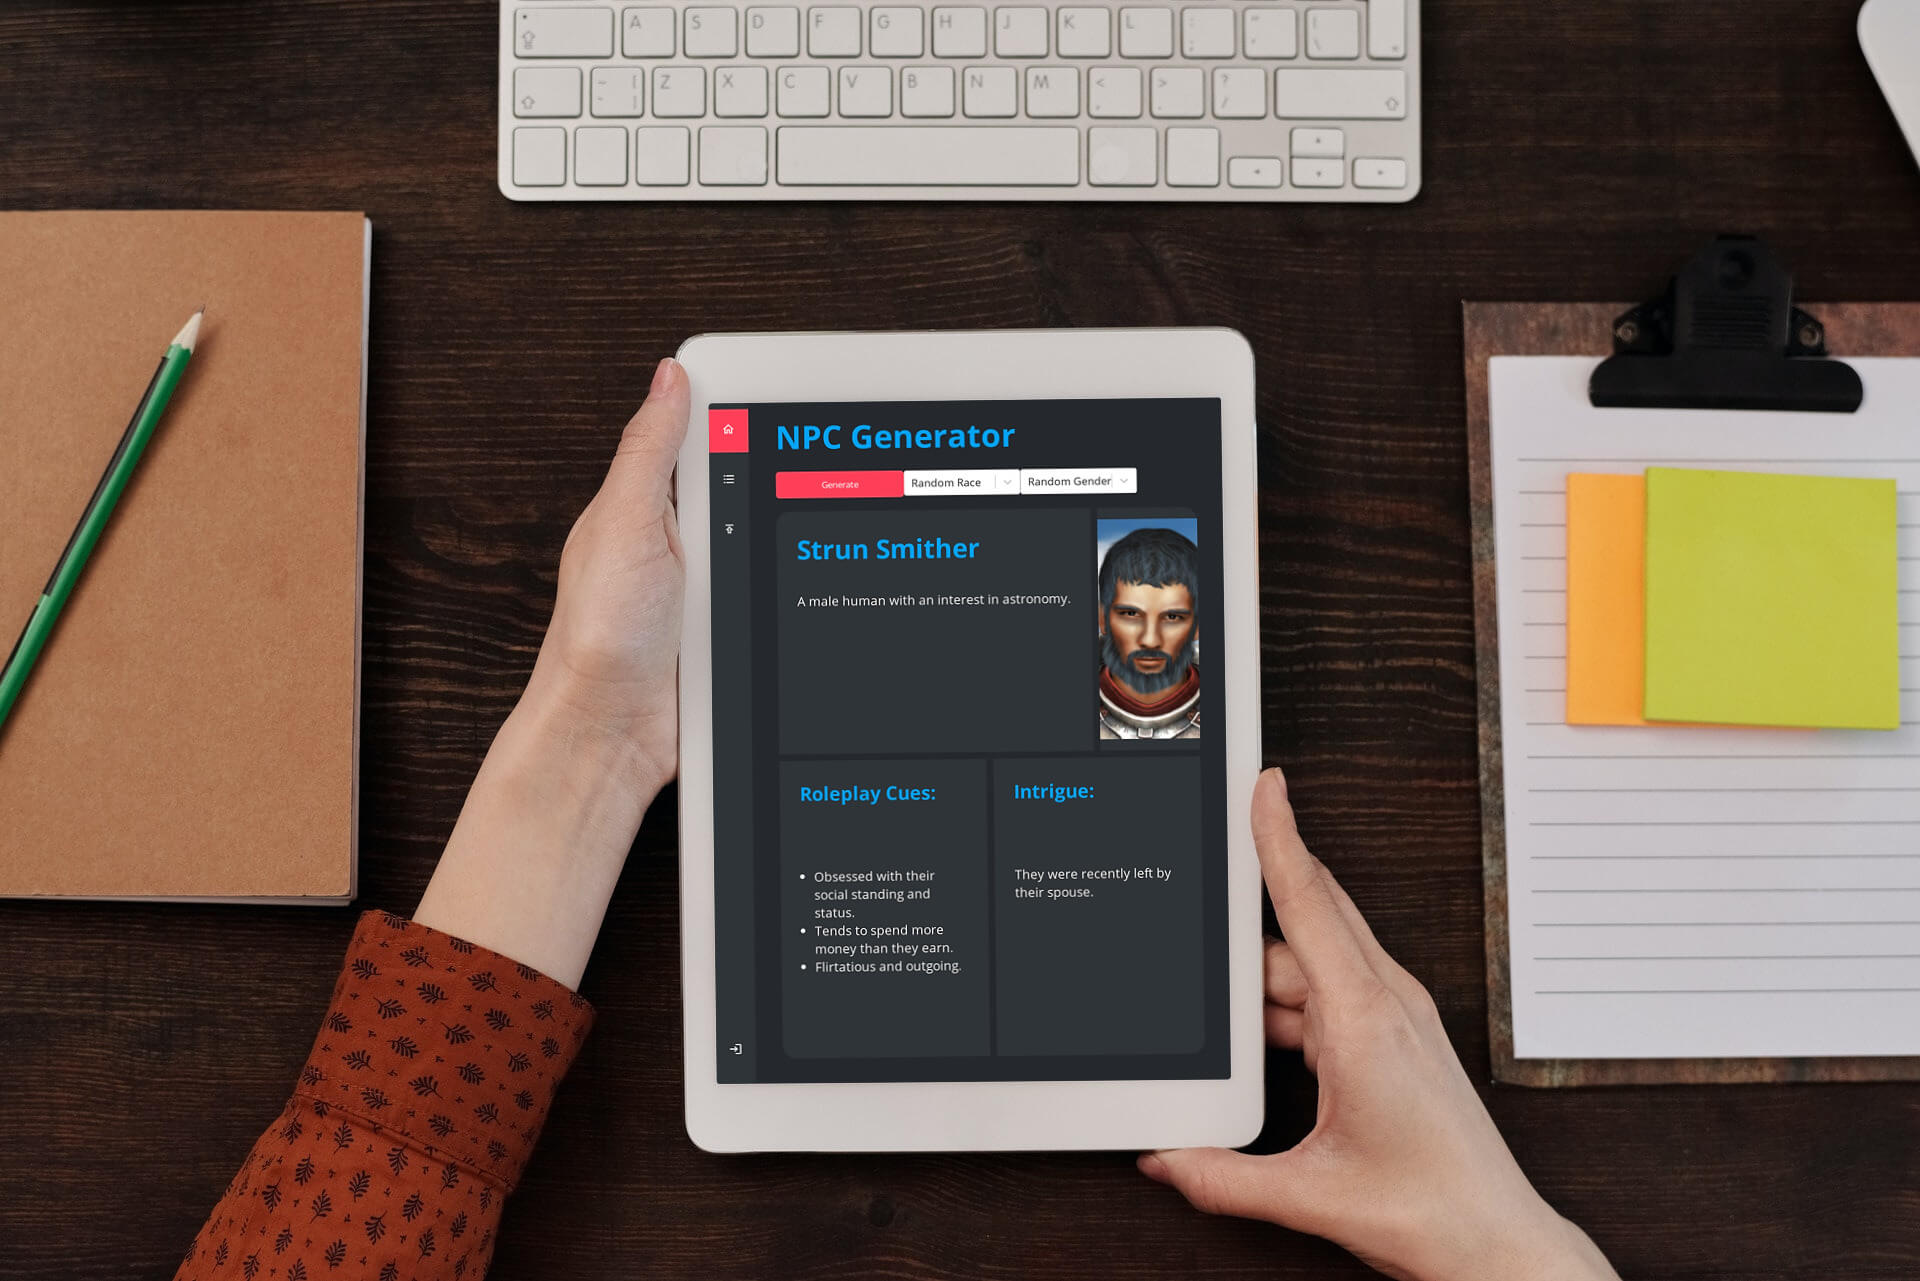 A S D F G H J K L : ;
" '
| \
~ `
[ ]
Z X C V B N M < , > . ? /
NPC Generator
Generate Random Race Random Gender
Strun Smither
A male human with an interest in astronomy.
Roleplay Cues:
• Obsessed with their
social standing and
status.
• Tends to spend more
money than they earn.
• Flirtatious and outgoing.
Intrigue:
They were recently left by
their spouse.